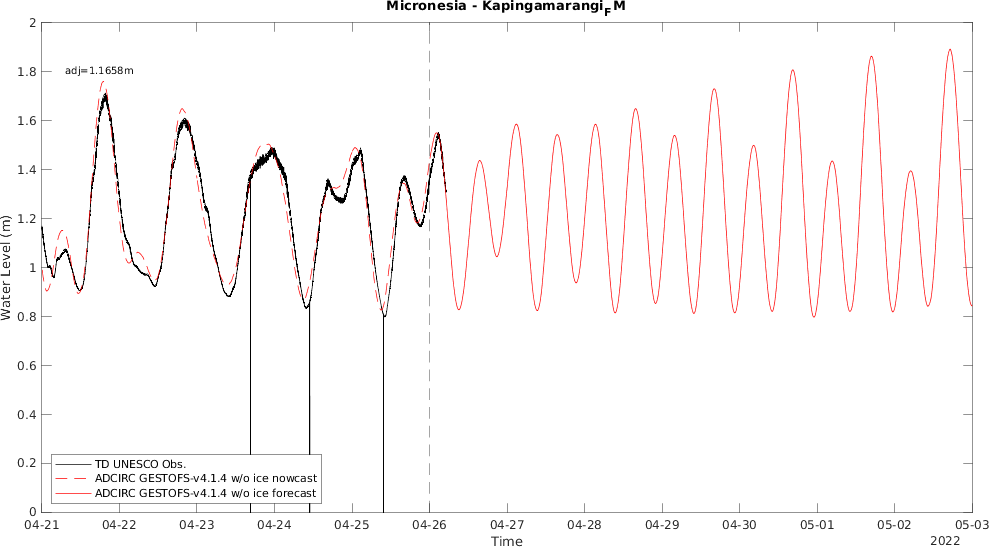 Micronesia - Kapingamarangi_FM
adj=1.1658m
2
1.8
1.6
1.4
1.2
1
0.8
0.6
0.4
0.2
0
Water Level (m)
TD UNESCO Obs.
ADCIRC GESTOFS-v4.1.4 w/o ice nowcast
ADCIRC GESTOFS-v4.1.4 w/o ice forecast
04-21 04-22 04-23 04-24 04-25 04-26 04-27 04-28 04-29 04-30 05-01 05-02 05-03
Time
2022